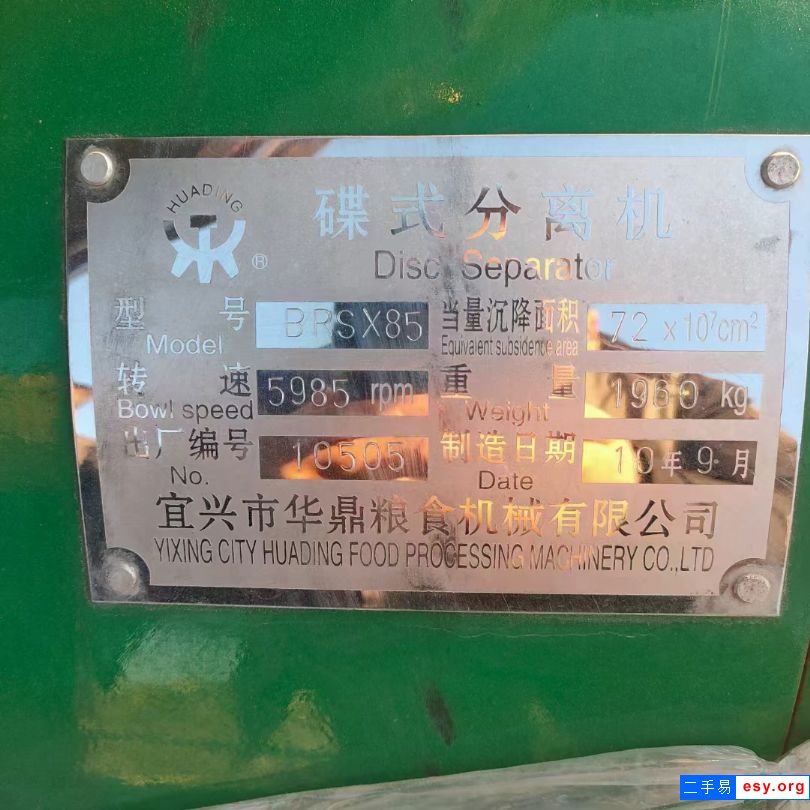 HUADING
®
碟式分离机
Disc Separator
型号 BRSX85 当量沉降面积 72 x10⁷cm²
Model Equivalent subsidence area
转速 5985 rpm 重量 1960 kg
Bowl speed Weight
出厂编号 10505 制造日期 10年9·月
No. Date
宜兴市华鼎粮食机械有限公司
YIXING CITY HUADING FOOD PROCESSING MACHINERY CO.,LTD
二手易 esy.org